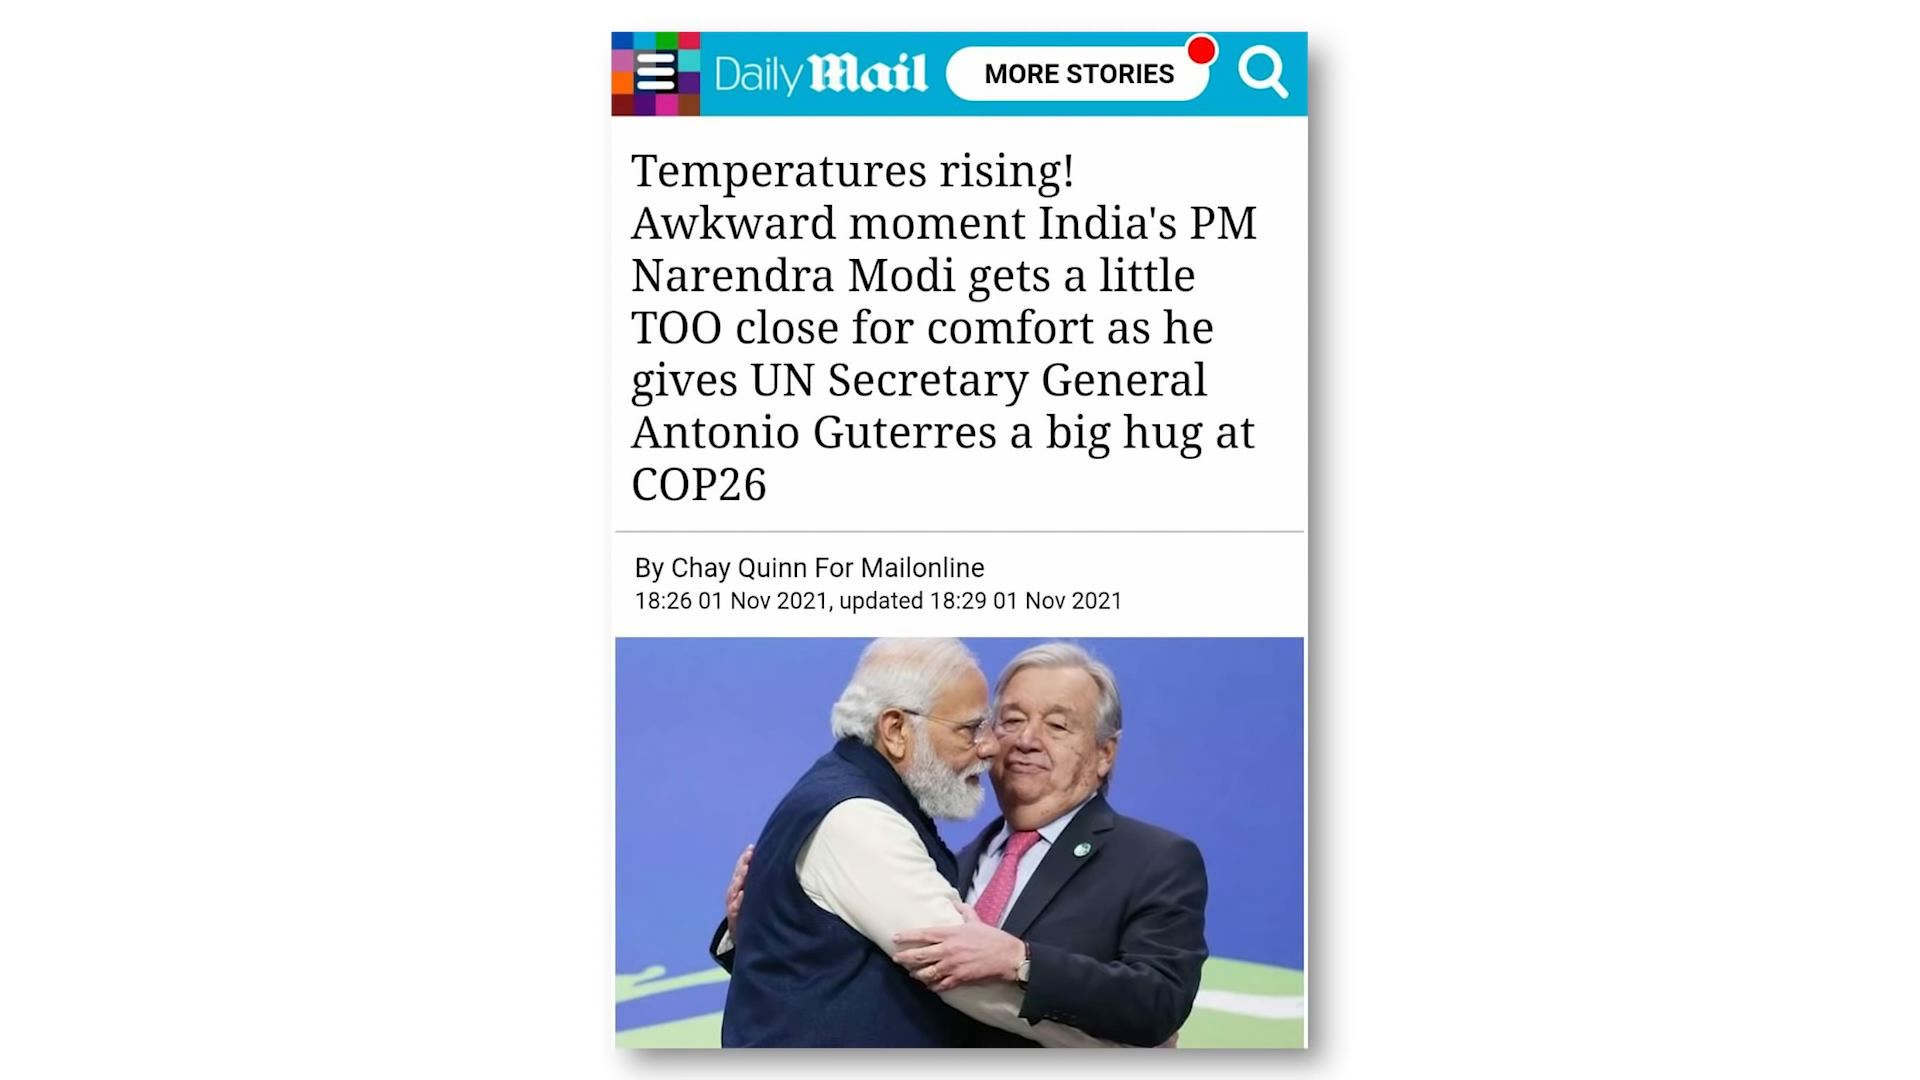 Daily Mail
MORE STORIES
Temperatures rising!
Awkward moment India's PM
Narendra Modi gets a little
TOO close for comfort as he
gives UN Secretary General
Antonio Guterres a big hug at
COP26
By Chay Quinn For Mailonline
18:26 01 Nov 2021, updated 18:29 01 Nov 2021